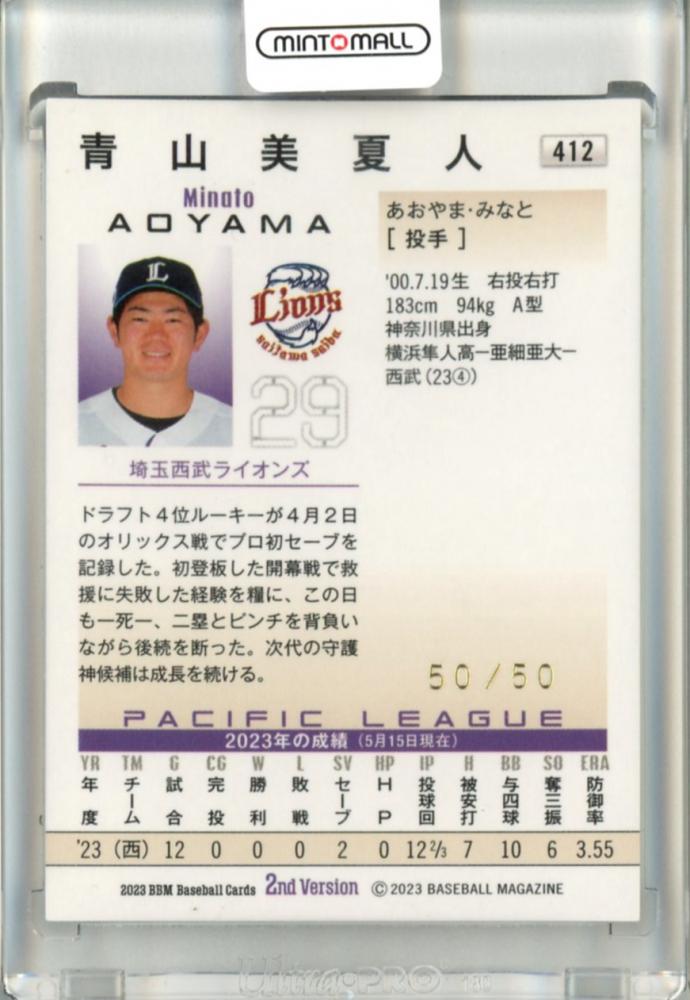 MINTMALL
青山美夏人 412
Minato
AOYAMA
あおやま・みなと
[投手]
'00.7.19生 右投右打
183cm 94kg A型
神奈川県出身
横浜隼人高ー亜細亜大ー
西武(23④)
L
Lions
saitama seibu
29
埼玉西武ライオンズ
ドラフト4位ルーキーが4月2日
のオリックス戦でプロ初セーブを
記録した。初登板した開幕戦で救
援に失敗した経験を糧に、この日
も一死一、二塁とピンチを背負い
ながら後続を断った。次代の守護
神候補は成長を続ける。
50/50
PACIFIC LEAGUE
2023年の成績(5月15日現在)
YR TM G CG W L SV HP IP H BB SO ERA
年度 チーム 試合 完投 勝利 敗戦 セーブ HP 投球回 被安打 与四球 奪三振 防御率
'23 (西) 12 0 0 0 2 0 12 2/3 7 10 6 3.55
2023 BBM Baseball Cards 2nd Version ©2023 BASEBALL MAGAZINE
Ultra•PRO